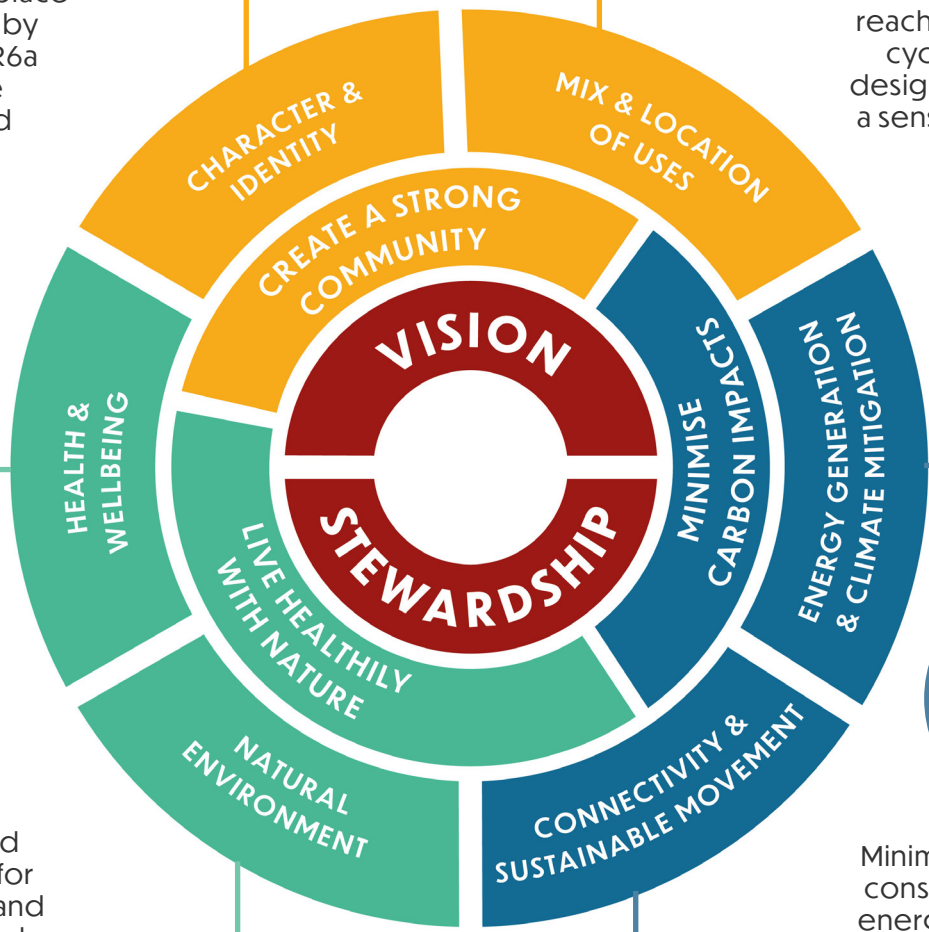 place
by
R6a
reach
cyc
desig
a sens
CHARACTER &
IDENTITY
MIX & LOCATION
OF USES
CREATE A STRONG
COMMUNITY
VISION
STEWARDSHIP
MINIMISE
CARBON IMPACTS
ENERGY GENERATION
& CLIMATE MITIGATION
HEALTH &
WELLBEING
LIVE HEALTHILY
WITH NATURE
NATURAL
ENVIRONMENT
CONNECTIVITY &
SUSTAINABLE MOVEMENT
d
for
and
Minim
cons
energ